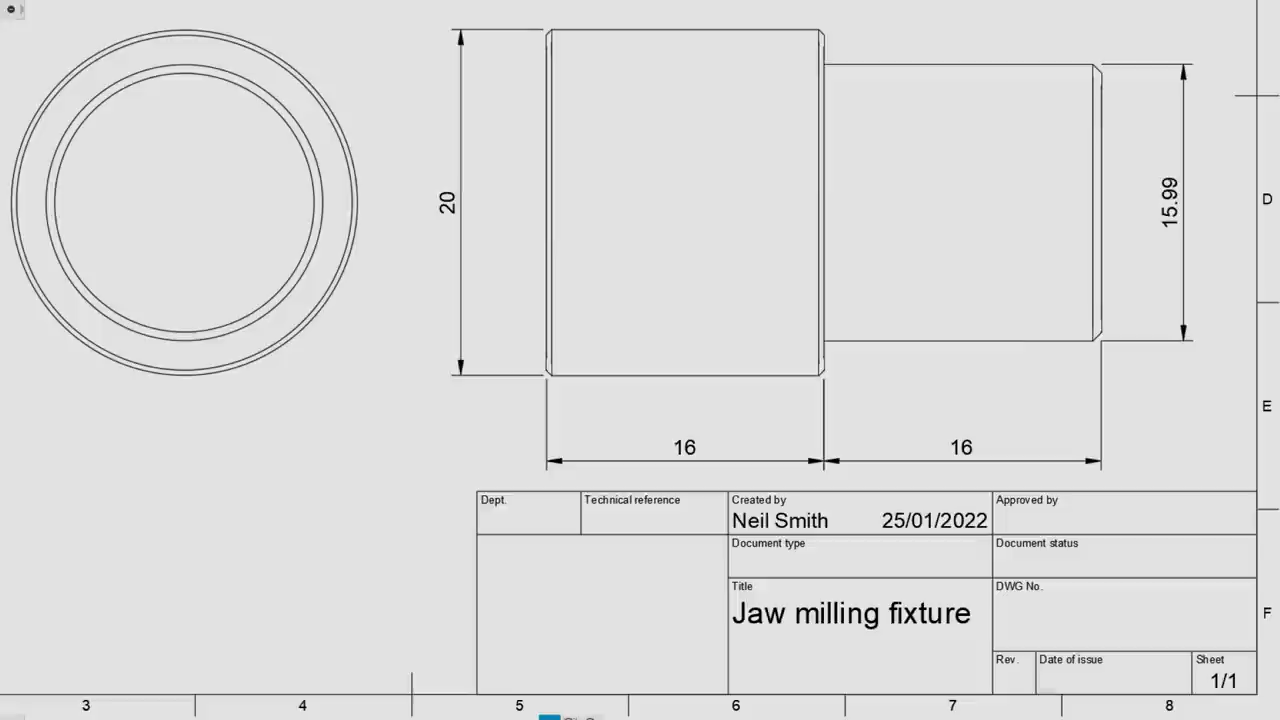 20
15.99
D
E
16
16
Dept.
Technical reference
Created by
Approved by
Neil Smith 25/01/2022
Document type
Document status
Title
DWG No.
Jaw milling fixture
F
Rev.
Date of issue
Sheet
1/1
3
4
5
6
7
8